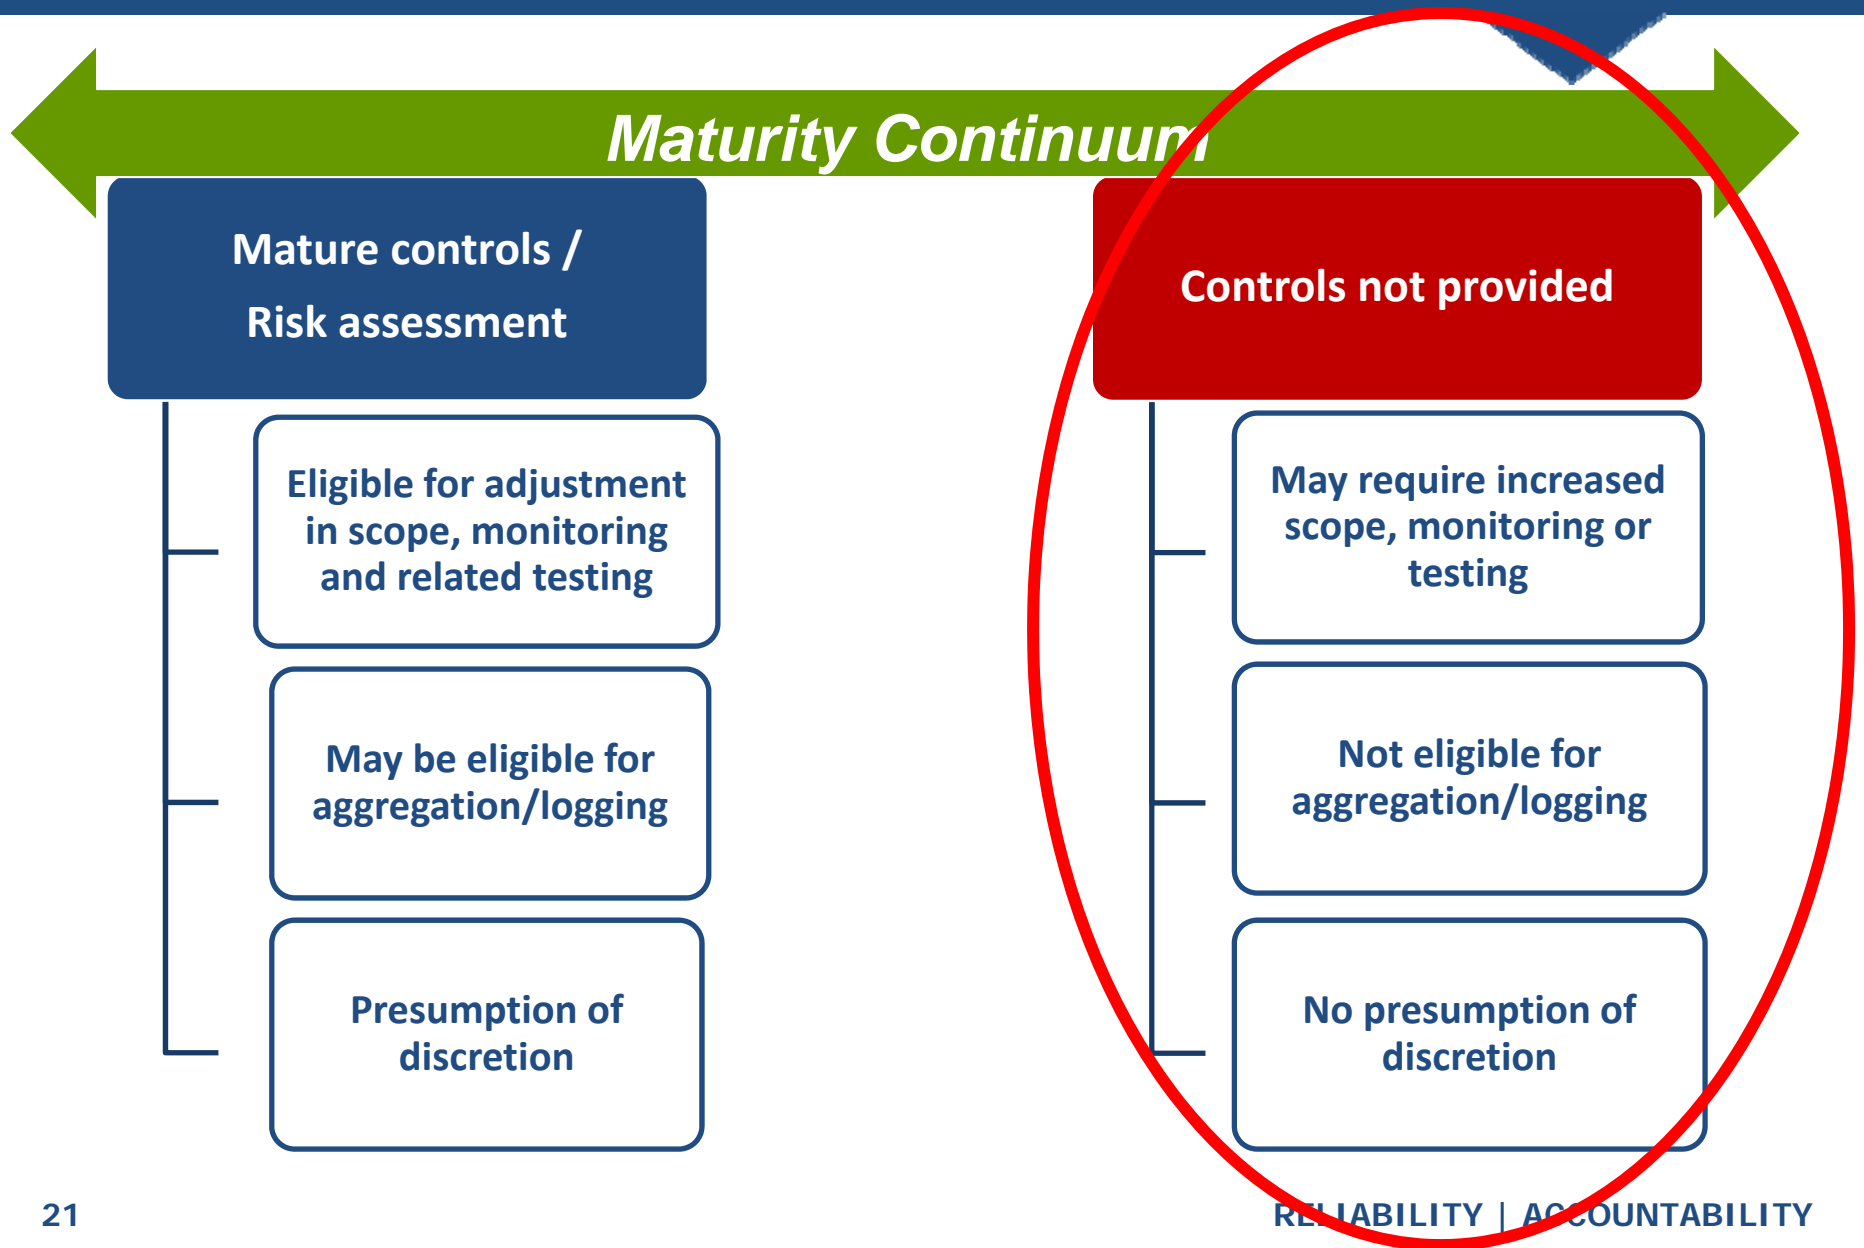 Maturity Continuum
Mature controls /
Risk assessment
Eligible for adjustment
in scope, monitoring
and related testing
May be eligible for
aggregation/logging
Presumption of
discretion
Controls not provided
May require increased
scope, monitoring or
testing
Not eligible for
aggregation/logging
No presumption of
discretion
21
RELIABILITY | ACCOUNTABILITY